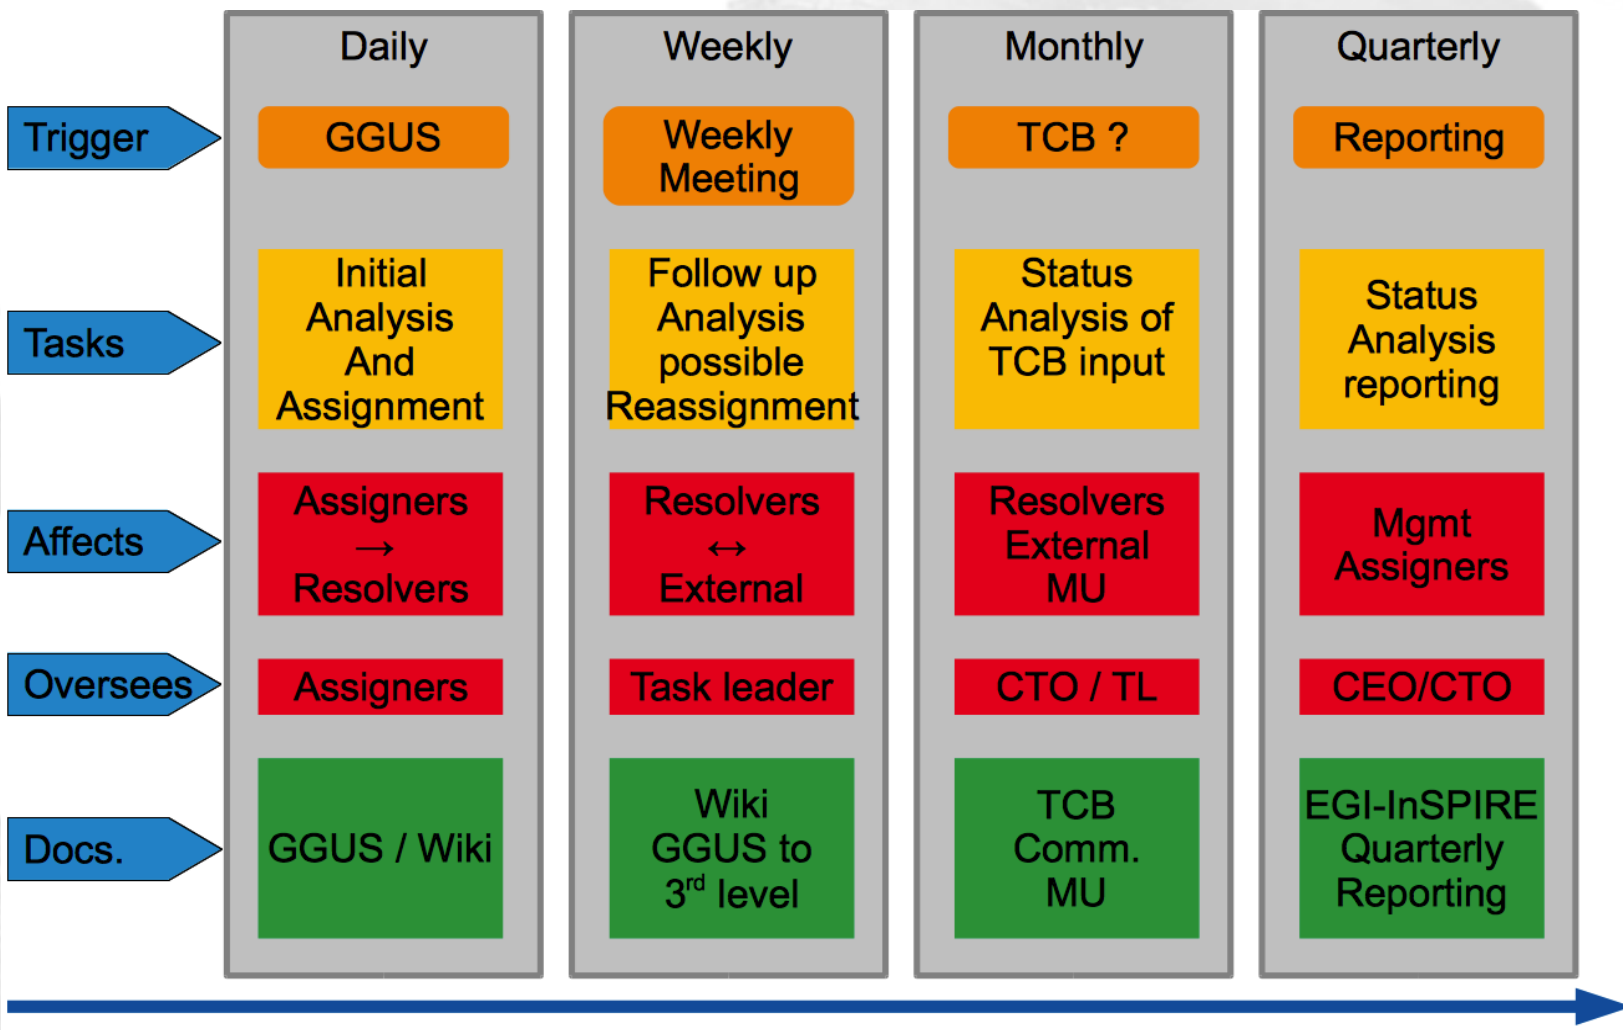 Daily
Weekly
Monthly
Quarterly
Trigger
GGUS
Weekly
Meeting
TCB ?
Reporting
Tasks
Initial
Analysis
And
Assignment
Follow up
Analysis
possible
Reassignment
Status
Analysis of
TCB input
Status
Analysis
reporting
Affects
Assigners
→
Resolvers
Resolvers
↔
External
Resolvers
External
MU
Mgmt
Assigners
Oversees
Assigners
Task leader
CTO / TL
CEO/CTO
Docs.
GGUS / Wiki
Wiki
GGUS to
3rd level
TCB
Comm.
MU
EGI-InSPIRE
Quarterly
Reporting